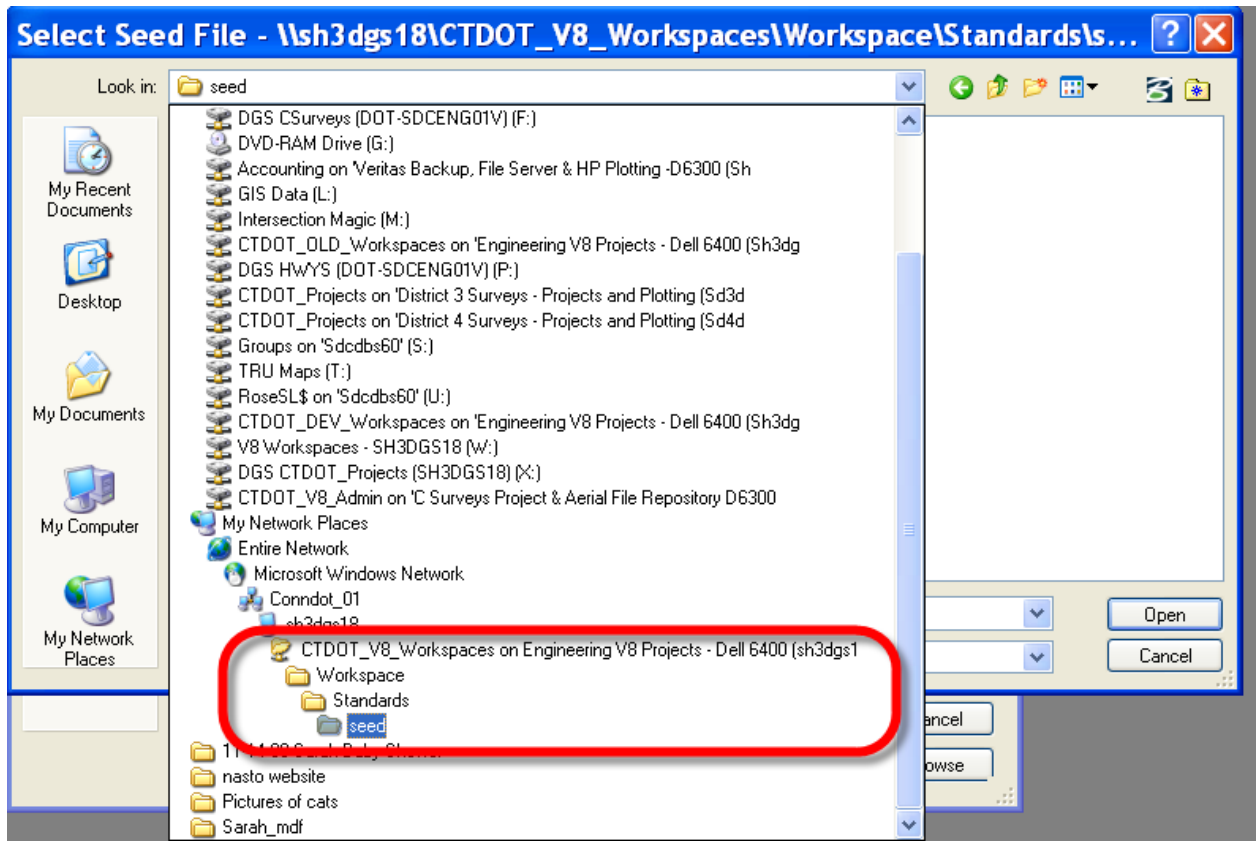 Select Seed File - \\sh3dgs18\CTDOT_V8_Workspaces\Workspace\Standards\s...
Look in: seed
DGS CSurveys (DOT-SDCENG01V) (F:)
DVD-RAM Drive (G:)
Accounting on 'Veritas Backup, File Server & HP Plotting -D6300 (Sh
GIS Data (L:)
Intersection Magic (M:)
CTDOT_OLD_Workspaces on 'Engineering V8 Projects - Dell 6400 (Sh3dg
DGS HWYS (DOT-SDCENG01V) (P:)
CTDOT_Projects on 'District 3 Surveys - Projects and Plotting (Sd3d
CTDOT_Projects on 'District 4 Surveys - Projects and Plotting (Sd4d
Groups on 'Sdcdbs60' (S:)
TRU Maps (T:)
RoseSL$ on 'Sdcdbs60' (U:)
CTDOT_DEV_Workspaces on 'Engineering V8 Projects - Dell 6400 (Sh3dg
V8 Workspaces - SH3DGS18 (W:)
DGS CTDOT_Projects (SH3DGS18) (X:)
CTDOT_V8_Admin on 'C Surveys Project & Aerial File Repository D6300
My Network Places
Entire Network
Microsoft Windows Network
Conndot_01
sh3dgs18
CTDOT_V8_Workspaces on Engineering V8 Projects - Dell 6400 (sh3dgs1
Workspace
Standards
seed
nasto website
Pictures of cats
Sarah_mdf
My Recent
Documents
Desktop
My Documents
My Computer
My Network
Places
Open
Cancel
ancel
owse